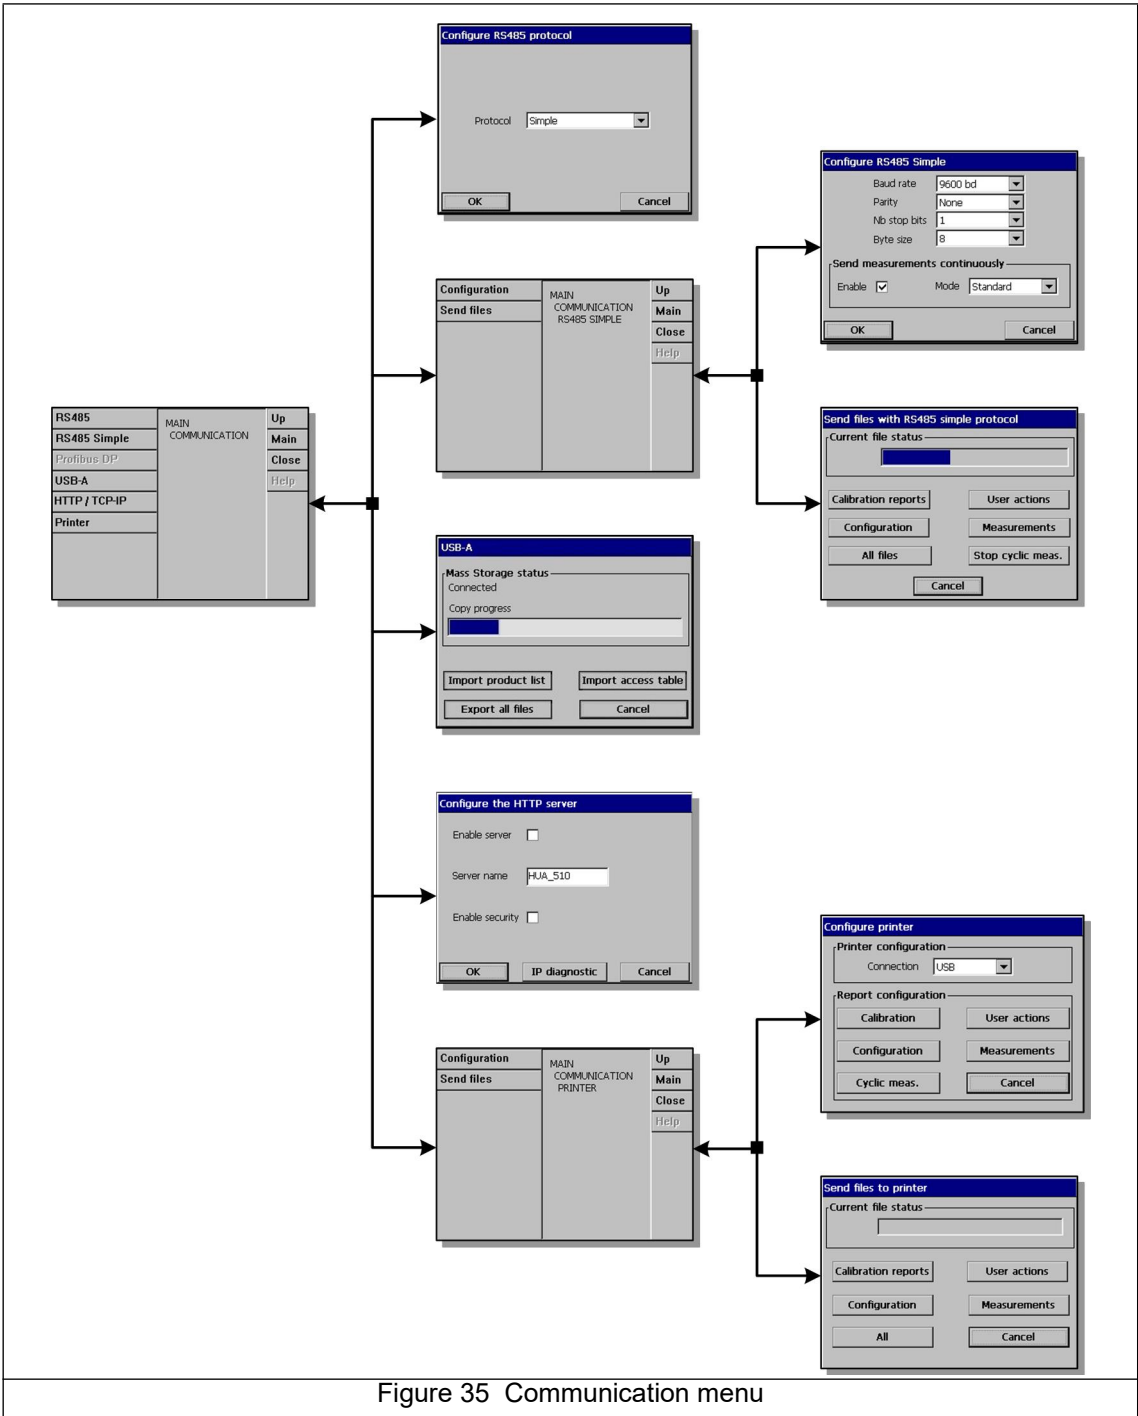 Configure RS485 protocol
Protocol Simple
OK Cancel
Configure RS485 Simple
Baud rate 9600 bd
Parity None
Nb stop bits 1
Byte size 8
Send measurements continuously
Enable Mode Standard
OK Cancel
Configuration
Send files
MAIN
COMMUNICATION
RS485 SIMPLE
Up
Main
Close
Help
RS485
RS485 Simple
Profibus DP
USB-A
HTTP / TCP-IP
Printer
MAIN
COMMUNICATION
Up
Main
Close
Help
Send files with RS485 simple protocol
Current file status
Calibration reports User actions
Configuration Measurements
All files Stop cyclic meas.
Cancel
USB-A
Mass Storage status
Connected
Copy progress
Import product list Import access table
Export all files Cancel
Configure the HTTP server
Enable server
Server name HUA_510
Enable security
OK IP diagnostic Cancel
Configure printer
Printer configuration
Connection USB
Report configuration
Calibration User actions
Configuration Measurements
Cyclic meas. Cancel
Configuration
Send files
MAIN
COMMUNICATION
PRINTER
Up
Main
Close
Help
Send files to printer
Current file status
Calibration reports User actions
Configuration Measurements
All Cancel
Figure 35 Communication menu